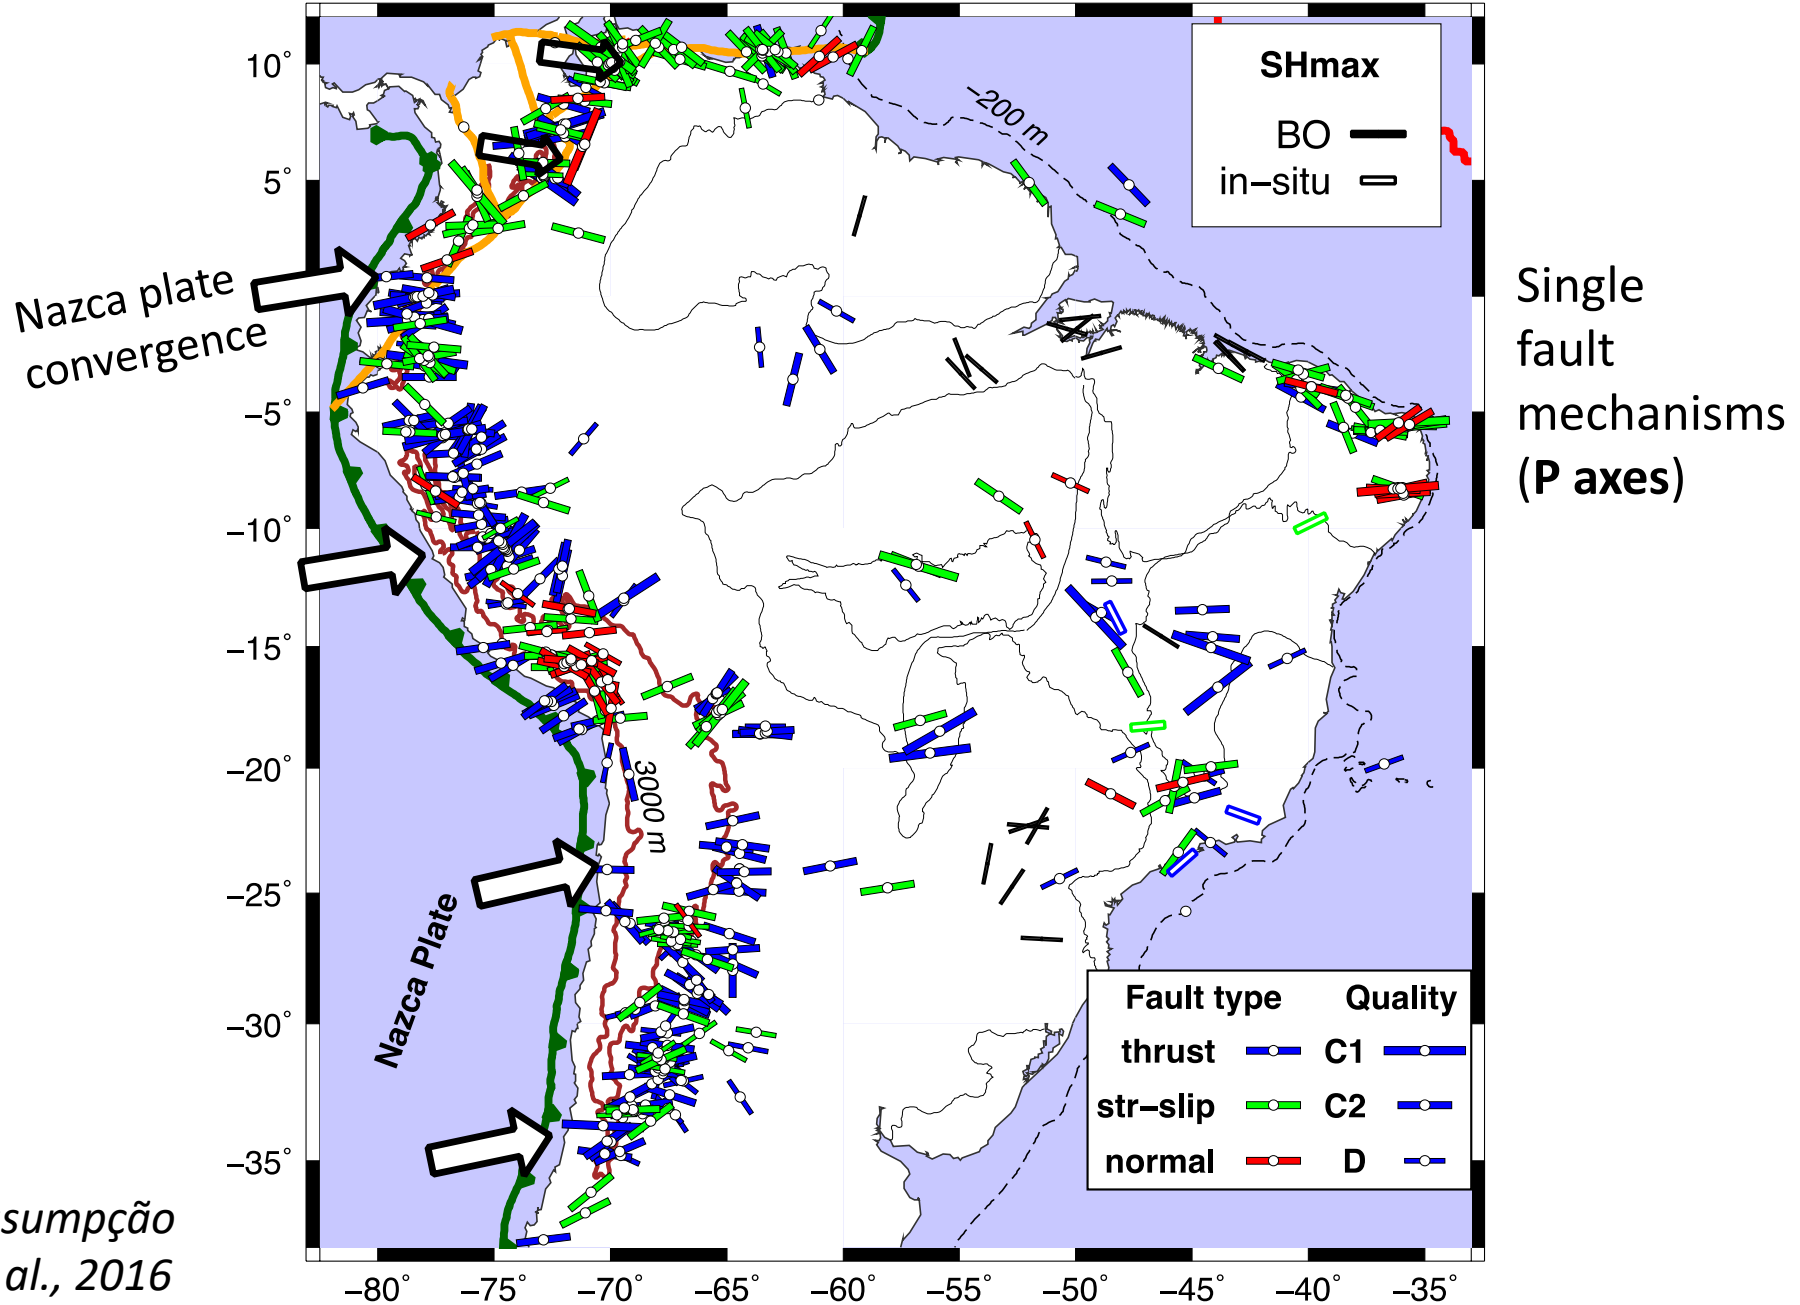 SHmax
BO
in-situ
-200 m
Nazca plate
convergence
Single
fault
mechanisms
(P axes)
3000 m
Nazca Plate
Fault type Quality
thrust C1
str-slip C2
normal D
sumpção
al., 2016
10°
5°
-5°
-10°
-15°
-20°
-25°
-30°
-35°
-80° -75° -70° -65° -60° -55° -50° -45° -40° -35°